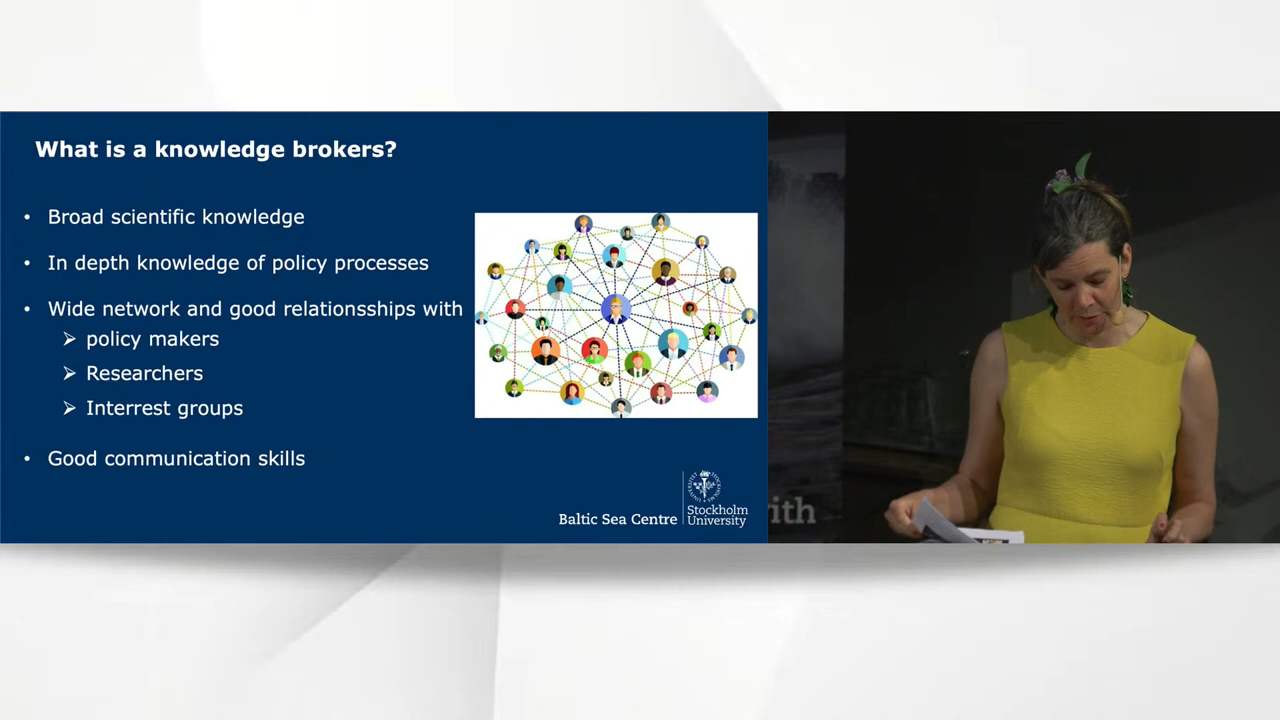 What is a knowledge brokers?
• Broad scientific knowledge
• In depth knowledge of policy processes
• Wide network and good relationsships with
➢ policy makers
➢ Researchers
➢ Interrest groups
• Good communication skills
Baltic Sea Centre
Stockholm
University
ith